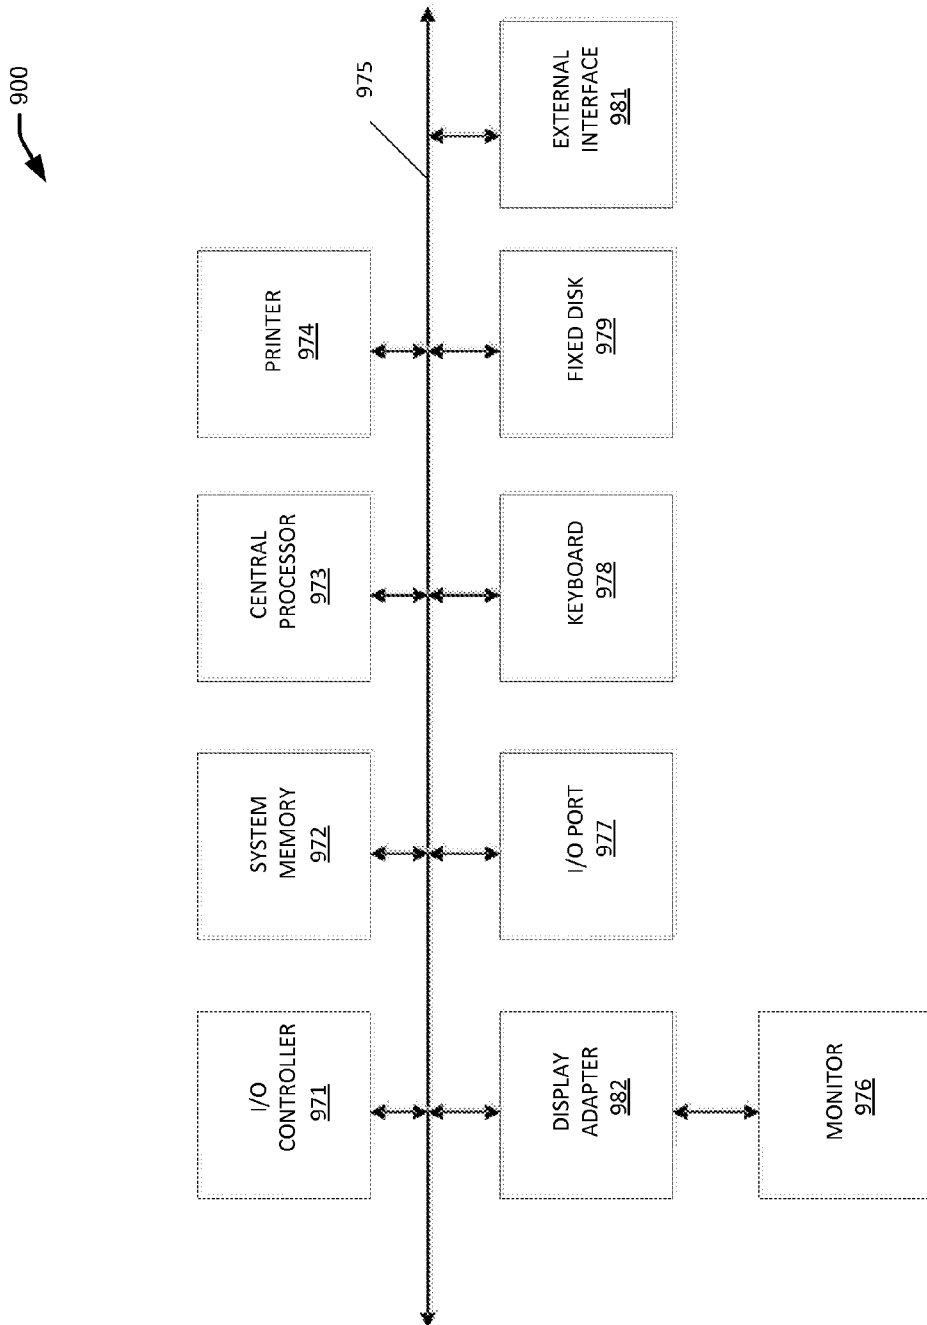 900
I/O
CONTROLLER
971
SYSTEM
MEMORY
972
CENTRAL
PROCESSOR
973
PRINTER
974
975
DISPLAY
ADAPTER
982
I/O PORT
977
KEYBOARD
978
FIXED DISK
979
EXTERNAL
INTERFACE
981
MONITOR
976